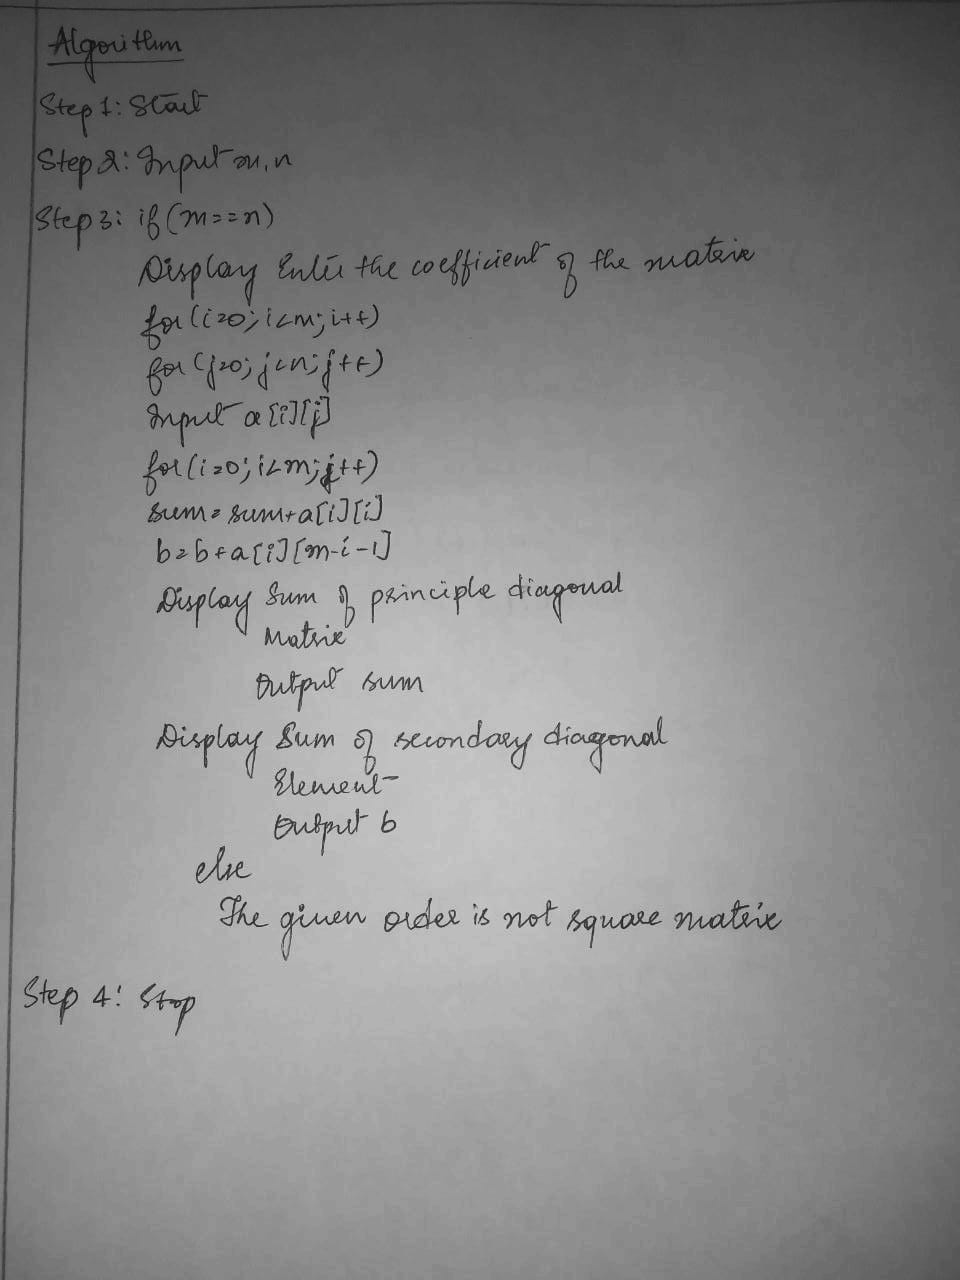 Algorithm
Step 1: Start
Step 2: Input m, n
Step 3: if (m==n)
Display Enter the coefficient of the matrix
for (i=0; i<m; i++)
for (j=0; j<n; j++)
Input a[i][j]
for (i=0; i<m; j++)
sum = sum+a[i][i]
b=b+a[i][m-i-1]
Display Sum of principle diagonal
Matrix
Output sum
Display Sum of secondary diagonal
Element
Output b
else
The given order is not square matrix
Step 4: Stop